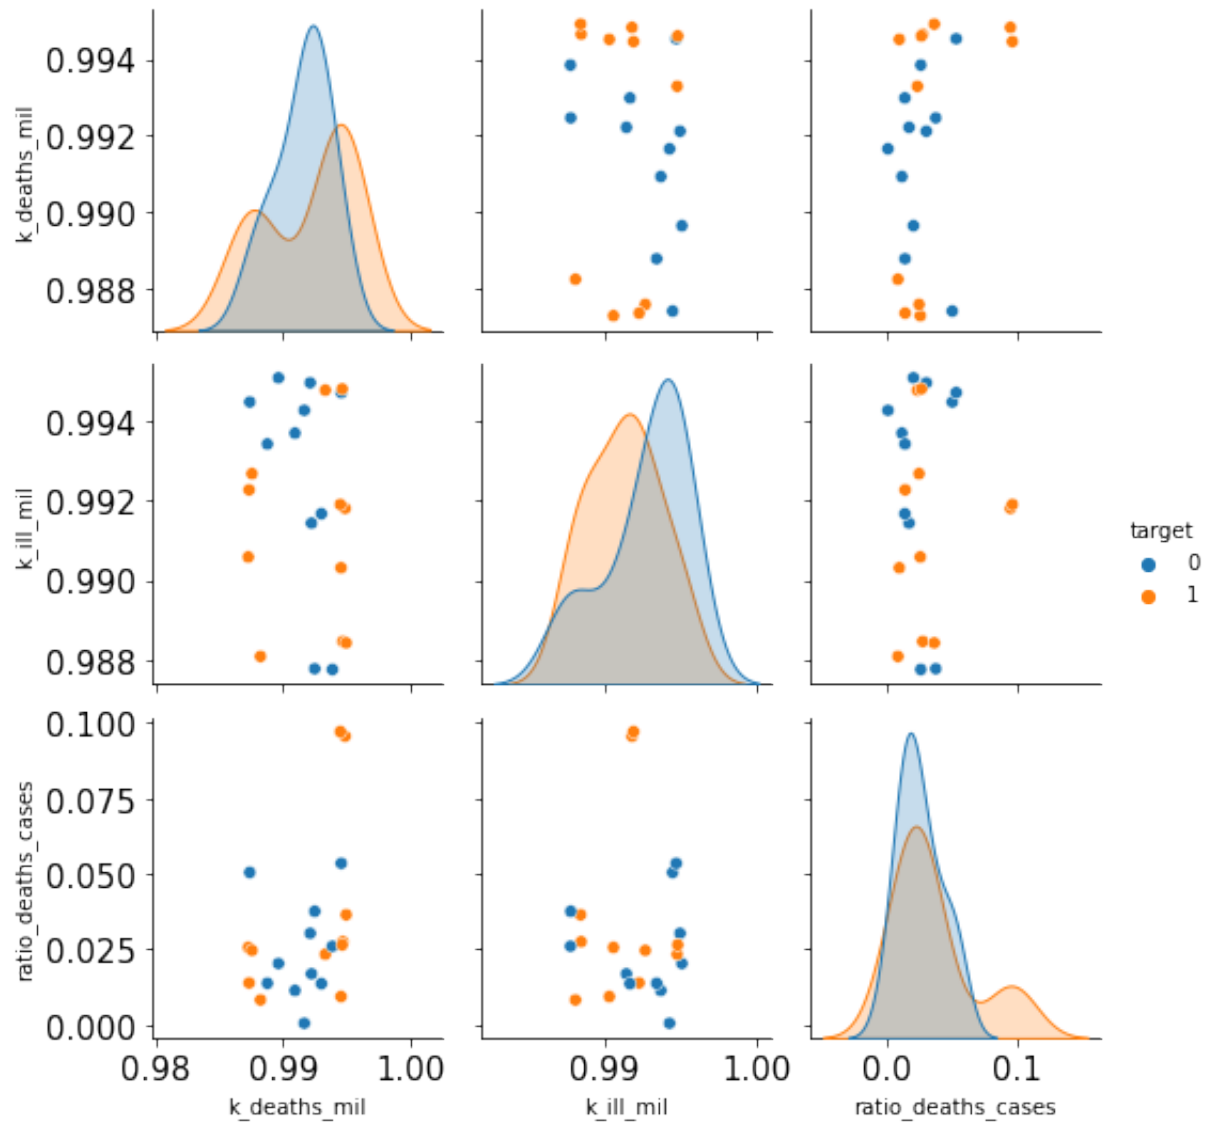 k_deaths_mil
0.994
0.992
0.990
0.988
k_ill_mil
0.994
0.992
0.990
0.988
target
0
1
ratio_deaths_cases
0.100
0.075
0.050
0.025
0.000
0.98 0.99 1.00 0.99 1.00 0.0 0.1
k_deaths_mil k_ill_mil ratio_deaths_cases